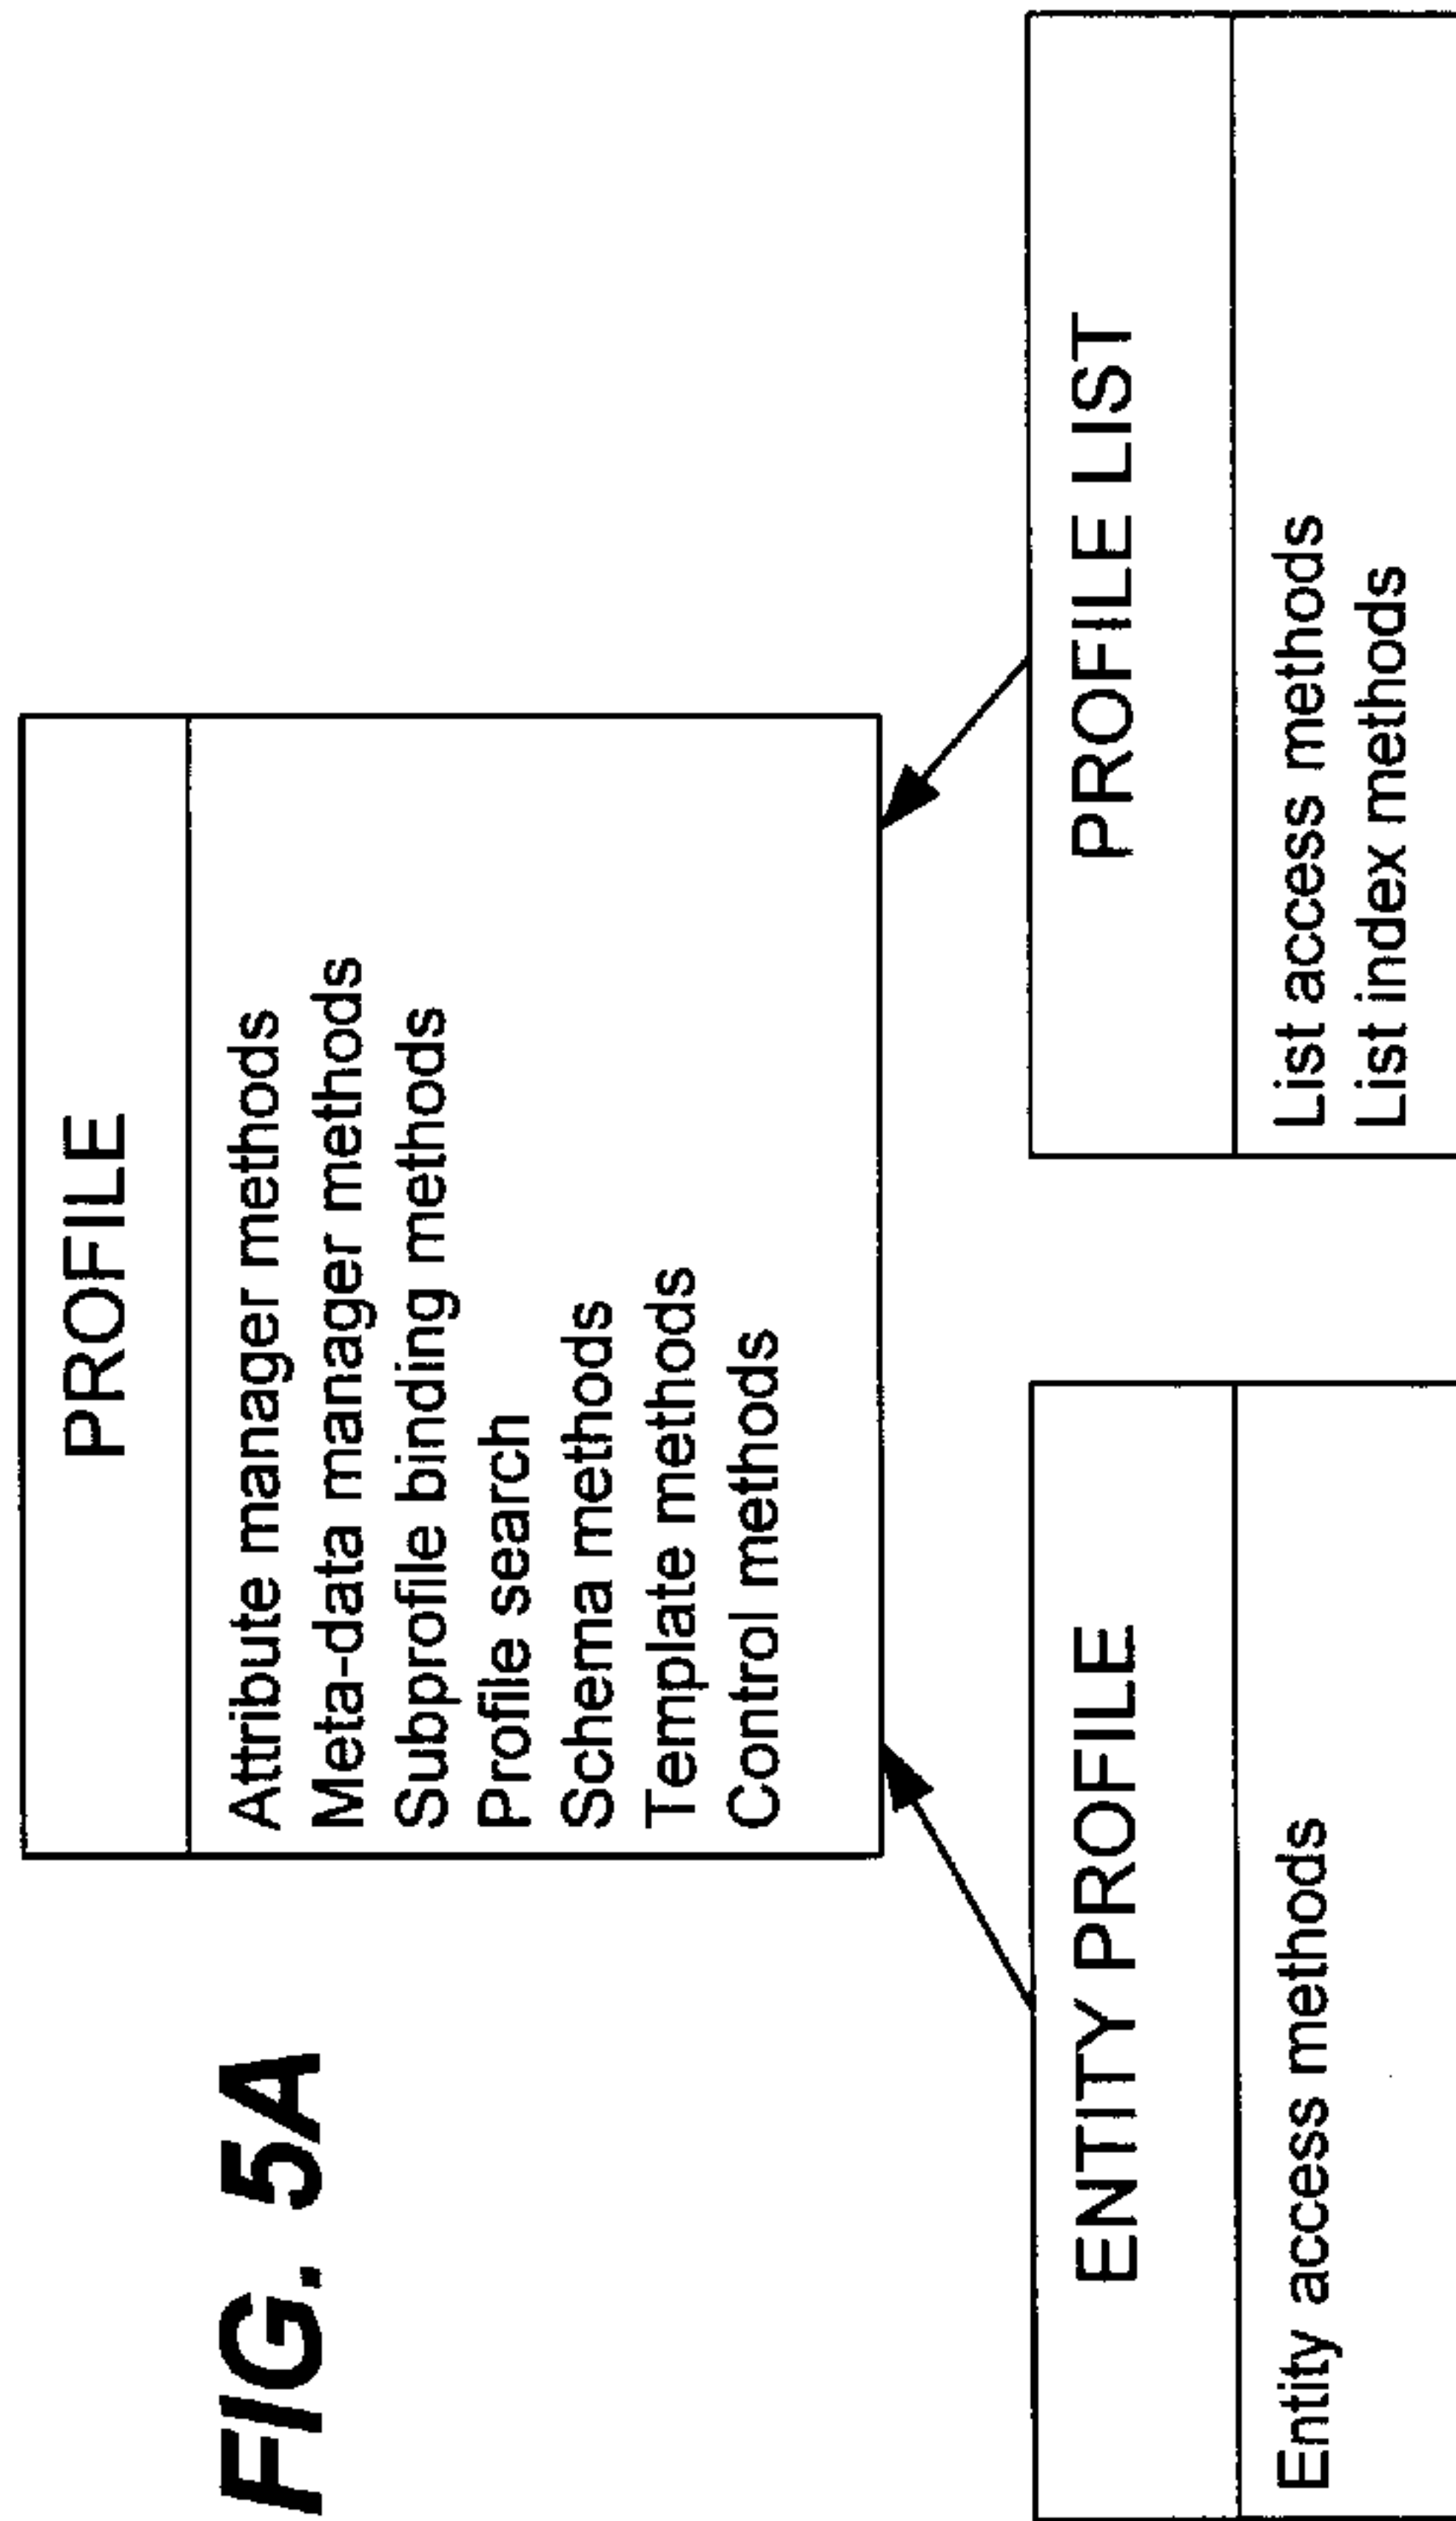 FIG. 5A
PROFILE
Attribute manager methods
Meta-data manager methods
Subprofile binding methods
Profile search
Schema methods
Template methods
Control methods
ENTITY PROFILE
Entity access methods
PROFILE LIST
List access methods
List index methods